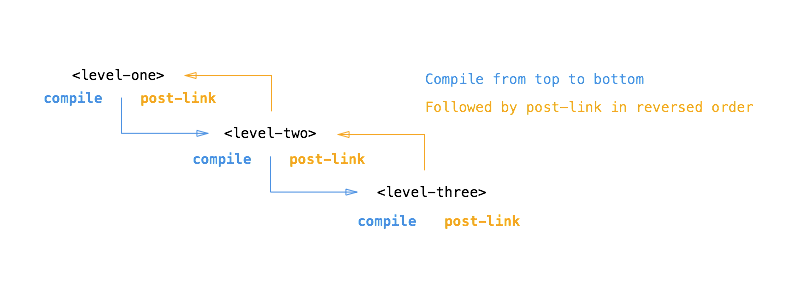 <level-one>
compile post-link
Compile from top to bottom
Followed by post-link in reversed order
<level-two>
compile post-link
<level-three>
compile post-link